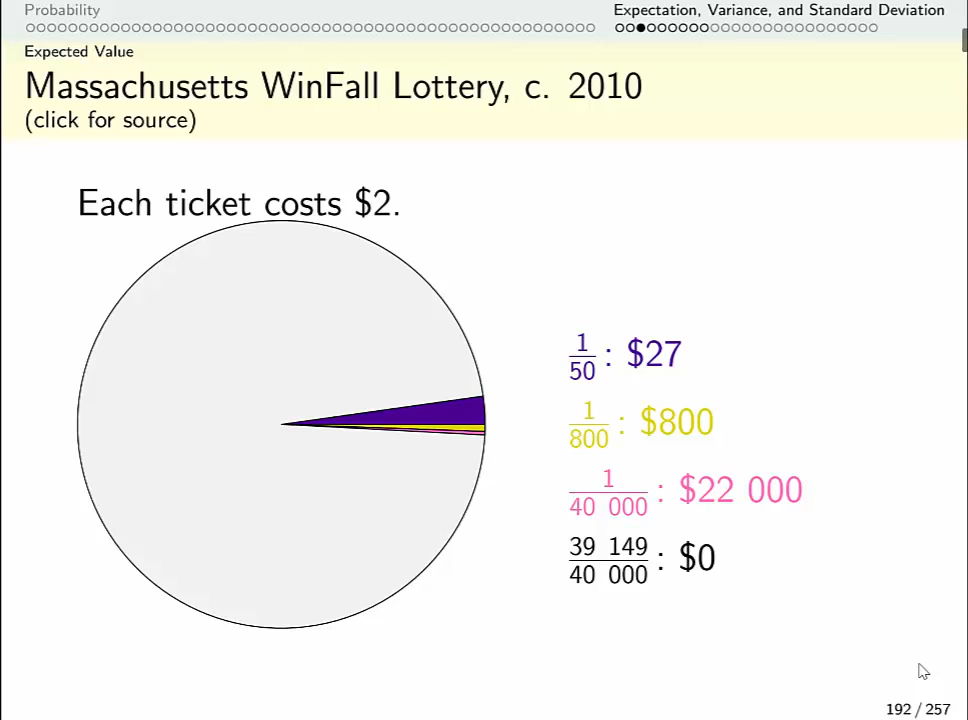 Probability
Expectation, Variance, and Standard Deviation
Expected Value
Massachusetts WinFall Lottery, c. 2010
(click for source)
Each ticket costs $2.
1/50 : $27
1/800 : $800
1/40 000 : $22 000
39 149/40 000 : $0
192 / 257